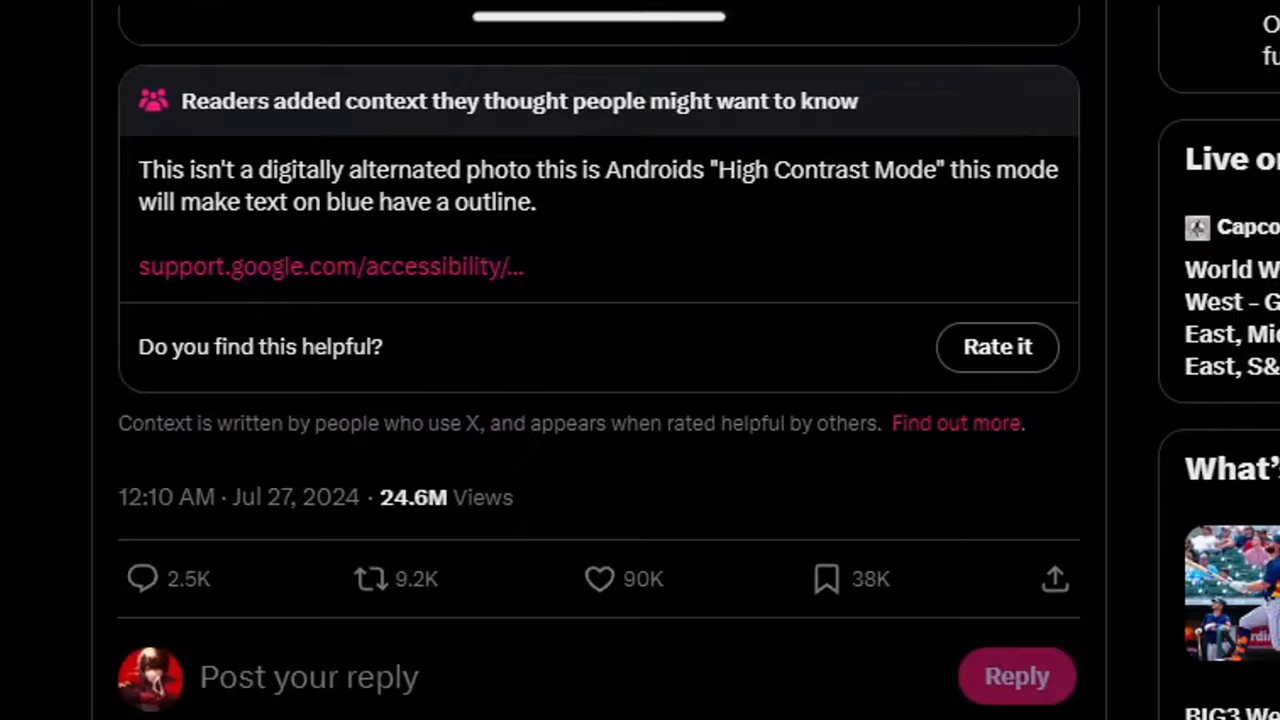 Readers added context they thought people might want to know
This isn't a digitally alternated photo this is Androids "High Contrast Mode" this mode
will make text on blue have a outline.
support.google.com/accessibility/...
Do you find this helpful?
Rate it
Context is written by people who use X, and appears when rated helpful by others. Find out more.
12:10 AM · Jul 27, 2024 · 24.6M Views
2.5K
9.2K
90K
38K
Post your reply
Reply
Live
World
West – G
East,
East, S&
What's
BIG3